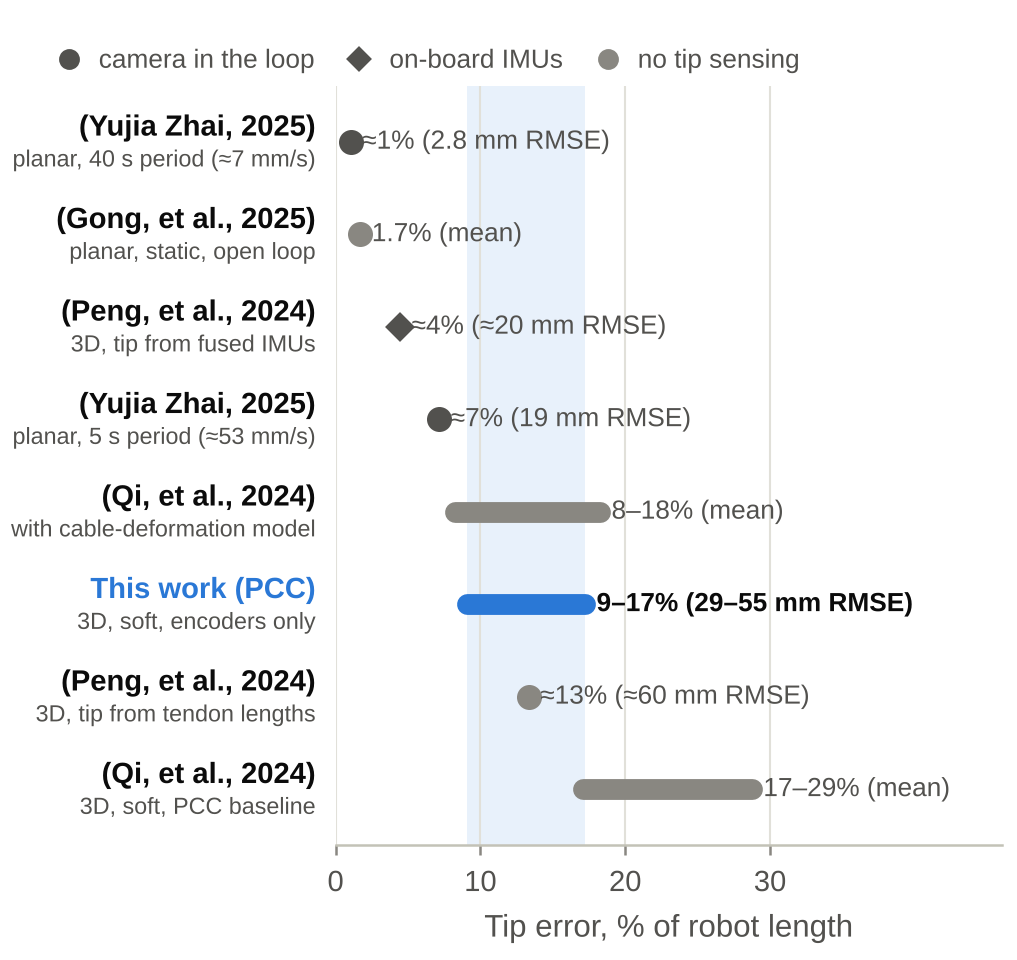 camera in the loop on-board IMUs no tip sensing
(Yujia Zhai, 2025)
planar, 40 s period (≈7 mm/s)
≈1% (2.8 mm RMSE)
(Gong, et al., 2025)
planar, static, open loop
1.7% (mean)
(Peng, et al., 2024)
3D, tip from fused IMUs
≈4% (≈20 mm RMSE)
(Yujia Zhai, 2025)
planar, 5 s period (≈53 mm/s)
≈7% (19 mm RMSE)
(Qi, et al., 2024)
with cable-deformation model
8–18% (mean)
This work (PCC)
3D, soft, encoders only
9–17% (29–55 mm RMSE)
(Peng, et al., 2024)
3D, tip from tendon lengths
≈13% (≈60 mm RMSE)
(Qi, et al., 2024)
3D, soft, PCC baseline
17–29% (mean)
0 10 20 30
Tip error, % of robot length